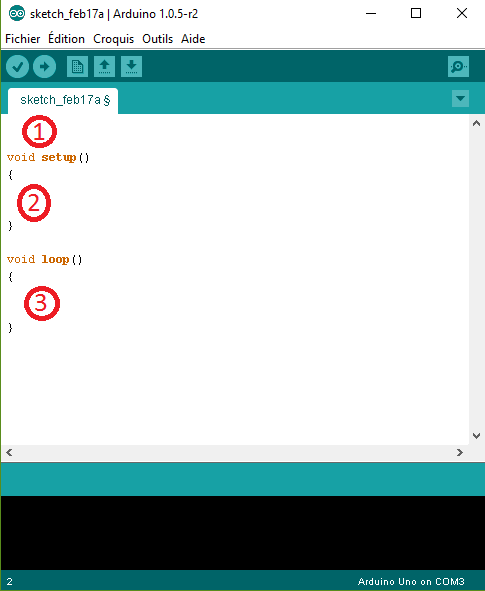 sketch_feb17a | Arduino 1.0.5-r2
Fichier Édition Croquis Outils Aide
sketch_feb17a §
1
void setup()
{
2
}
void loop()
{
3
}
2 Arduino Uno on COM3